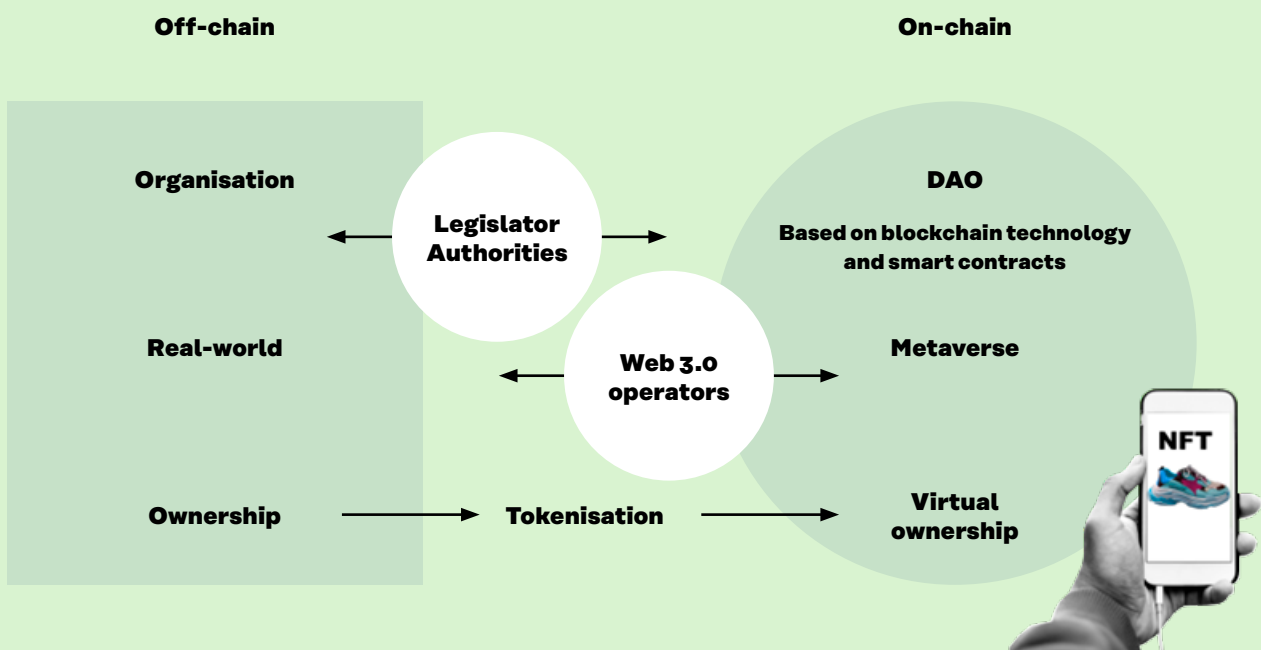 Off-chain
On-chain
Organisation
Legislator
Authorities
DAO
Based on blockchain technology
and smart contracts
Real-world
Web 3.0
operators
Metaverse
NFT
Ownership
Tokenisation
Virtual
ownership